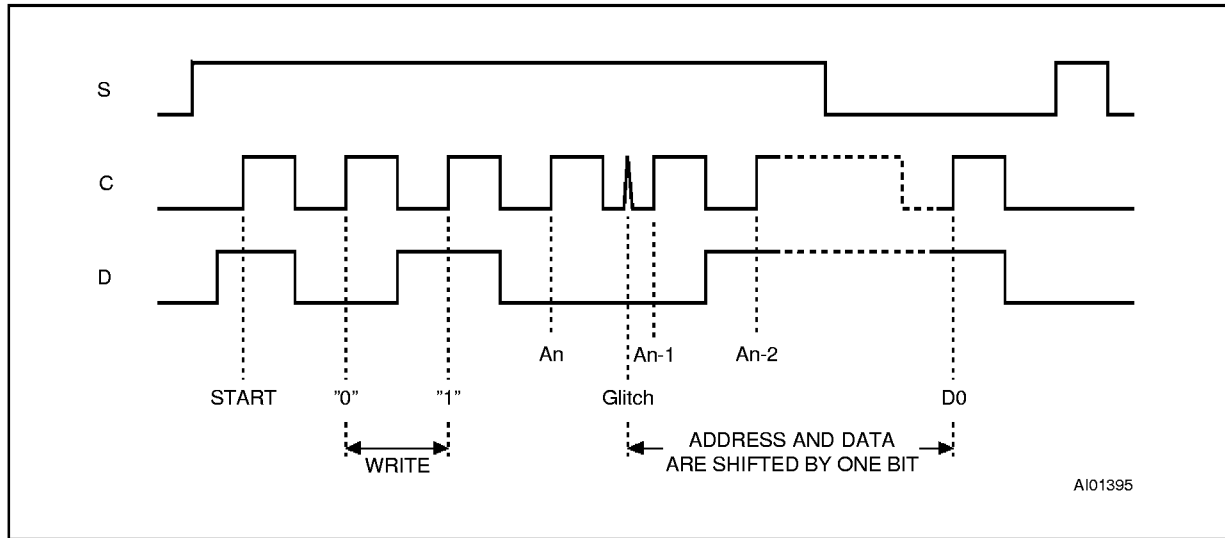 S
C
D
An An-1 An-2
START ”0” ”1” Glitch D0
WRITE
ADDRESS AND DATA
ARE SHIFTED BY ONE BIT
AI01395